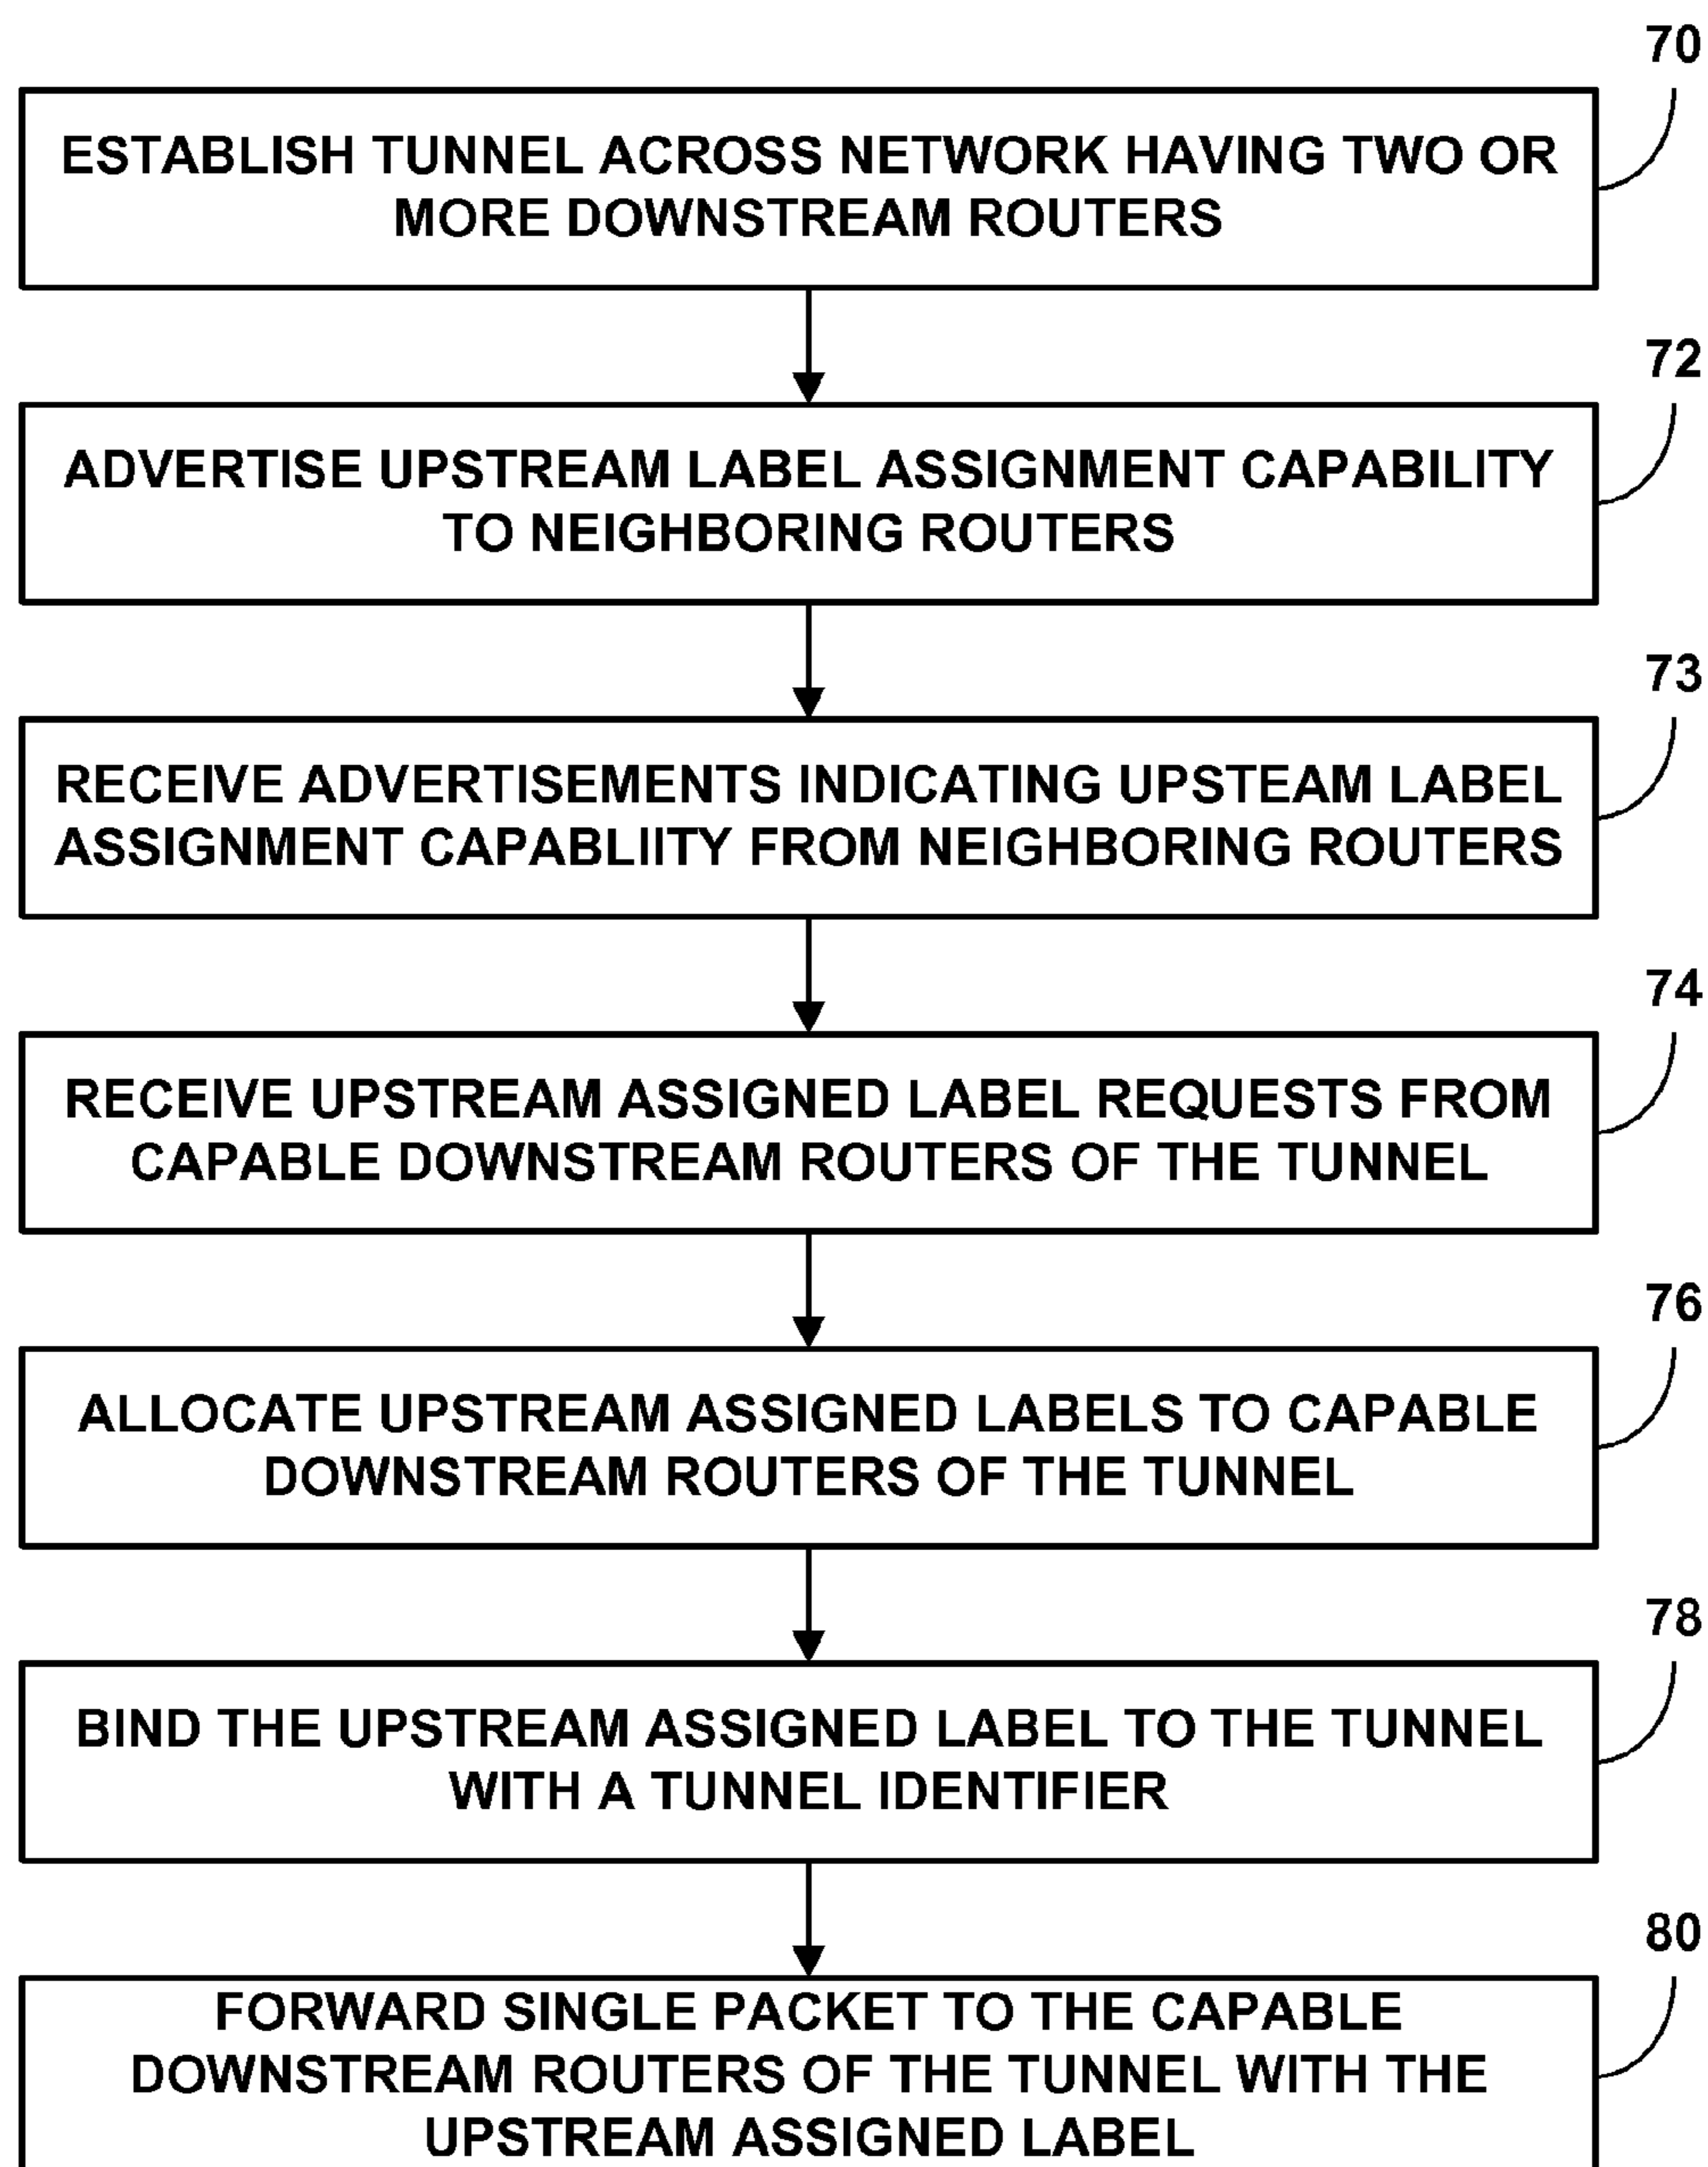 70
ESTABLISH TUNNEL ACROSS NETWORK HAVING TWO OR
MORE DOWNSTREAM ROUTERS
72
ADVERTISE UPSTREAM LABEL ASSIGNMENT CAPABILITY
TO NEIGHBORING ROUTERS
73
RECEIVE ADVERTISEMENTS INDICATING UPSTEAM LABEL
ASSIGNMENT CAPABLIITY FROM NEIGHBORING ROUTERS
74
RECEIVE UPSTREAM ASSIGNED LABEL REQUESTS FROM
CAPABLE DOWNSTREAM ROUTERS OF THE TUNNEL
76
ALLOCATE UPSTREAM ASSIGNED LABELS TO CAPABLE
DOWNSTREAM ROUTERS OF THE TUNNEL
78
BIND THE UPSTREAM ASSIGNED LABEL TO THE TUNNEL
WITH A TUNNEL IDENTIFIER
80
FORWARD SINGLE PACKET TO THE CAPABLE
DOWNSTREAM ROUTERS OF THE TUNNEL WITH THE
UPSTREAM ASSIGNED LABEL